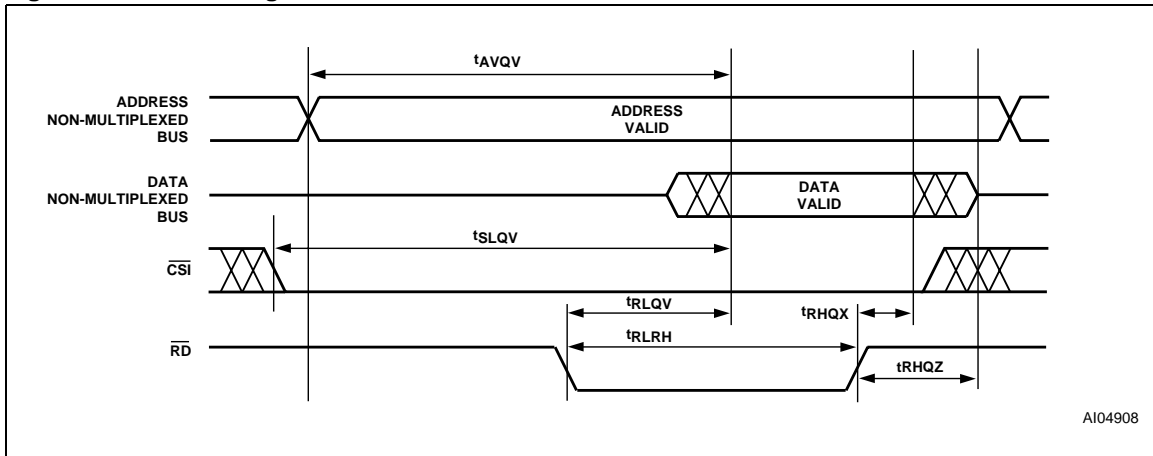 tAVQV
ADDRESS
NON-MULTIPLEXED
BUS
ADDRESS
VALID
DATA
NON-MULTIPLEXED
BUS
DATA
VALID
tSLQV
CSI
tRLQV
tRHQX
tRLRH
RD
tRHQZ
AI04908